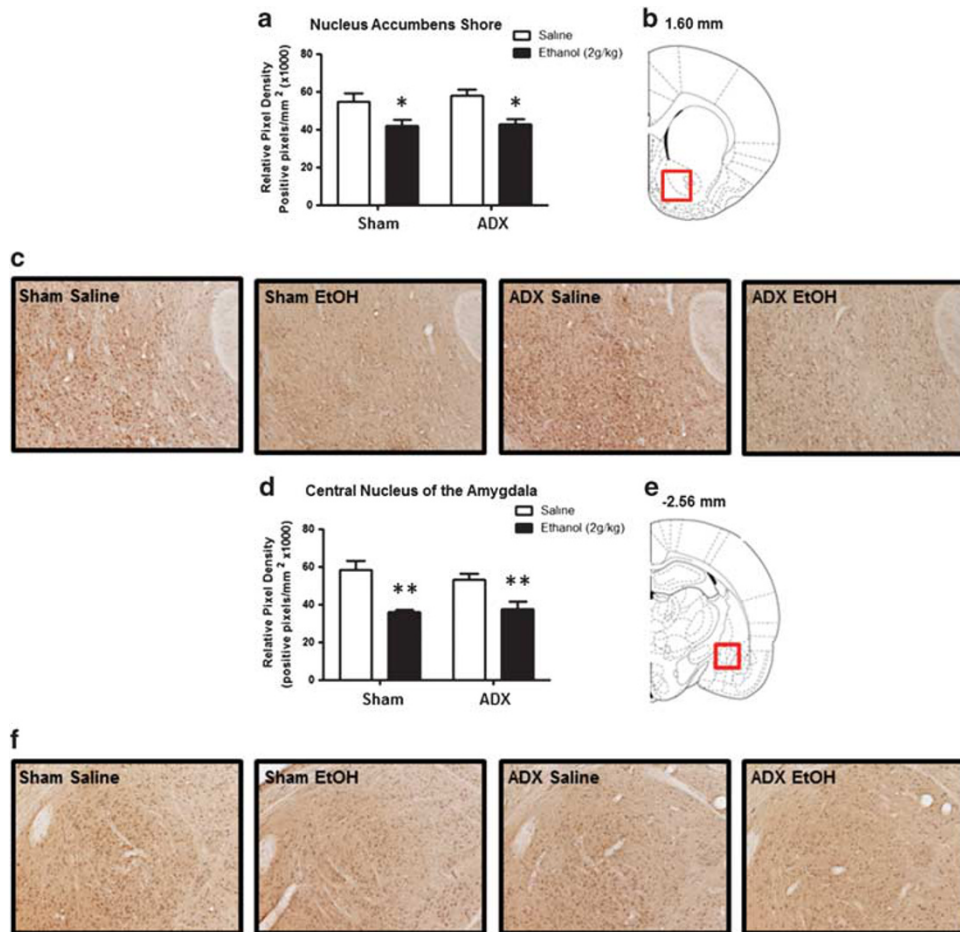 a Nucleus Accumbens Shore
Saline
Ethanol (2g/kg)
Relative Pixel Density
Positive pixels/mm 2 (x1000)
80
60
40
20
0
* *
Sham ADX
b 1.60 mm
c
Sham Saline
Sham EtOH
ADX Saline
ADX EtOH
d Central Nucleus of the Amygdala
Saline
Ethanol (2g/kg)
Relative Pixel Density
(positive pixels/mm 2 x1000)
80
60
40
20
0
** **
Sham ADX
e -2.56 mm
f
Sham Saline
Sham EtOH
ADX Saline
ADX EtOH